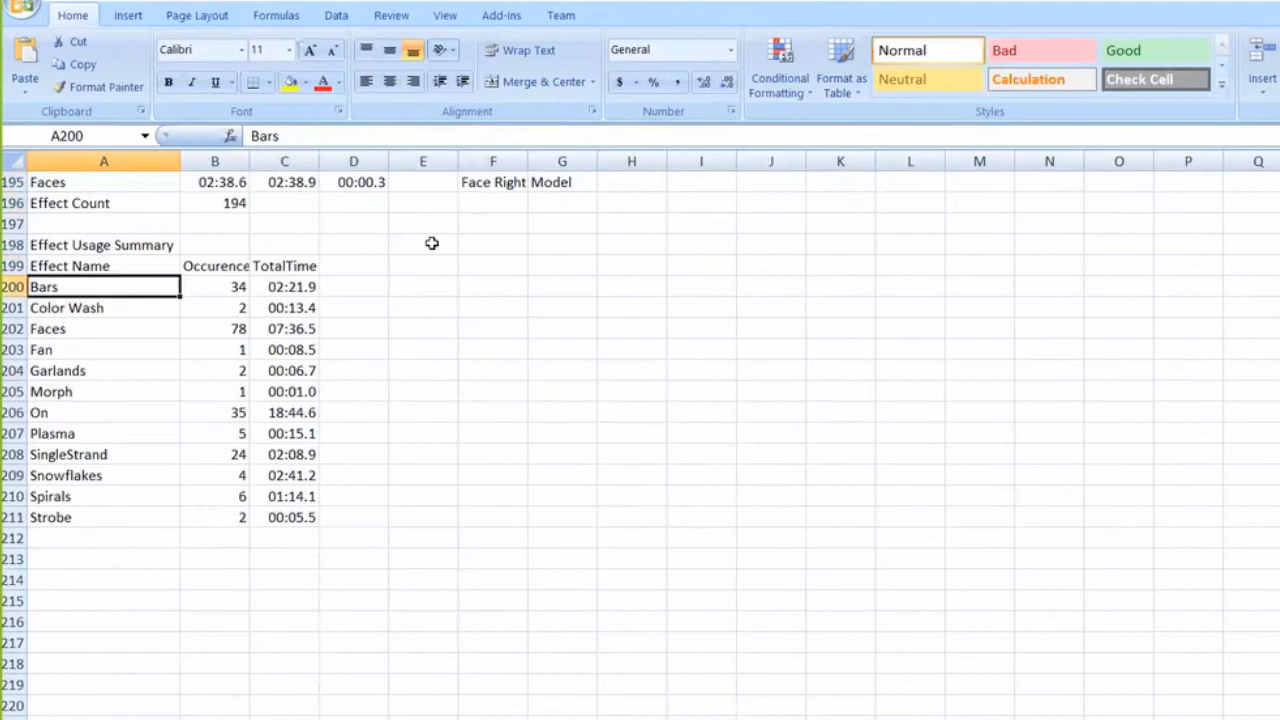 Home Insert Page Layout Formulas Data Review View Add-Ins Team
Cut Calibri 11 A A Wrap Text General Normal Bad Good
Copy
Paste Format Painter B I U A Merge & Center $ % , Conditional Formatting Format as Table Neutral Calculation Check Cell Insert
Clipboard Font Alignment Number Styles
A200 fx Bars
A B C D E F G H I J K L M N O P Q
195 Faces 02:38.6 02:38.9 00:00.3 Face Right Model
196 Effect Count 194
197
198 Effect Usage Summary
199 Effect Name Occurence TotalTime
200 Bars 34 02:21.9
201 Color Wash 2 00:13.4
202 Faces 78 07:36.5
203 Fan 1 00:08.5
204 Garlands 2 00:06.7
205 Morph 1 00:01.0
206 On 35 18:44.6
207 Plasma 5 00:15.1
208 SingleStrand 24 02:08.9
209 Snowflakes 4 02:41.2
210 Spirals 6 01:14.1
211 Strobe 2 00:05.5
212
213
214
215
216
217
218
219
220